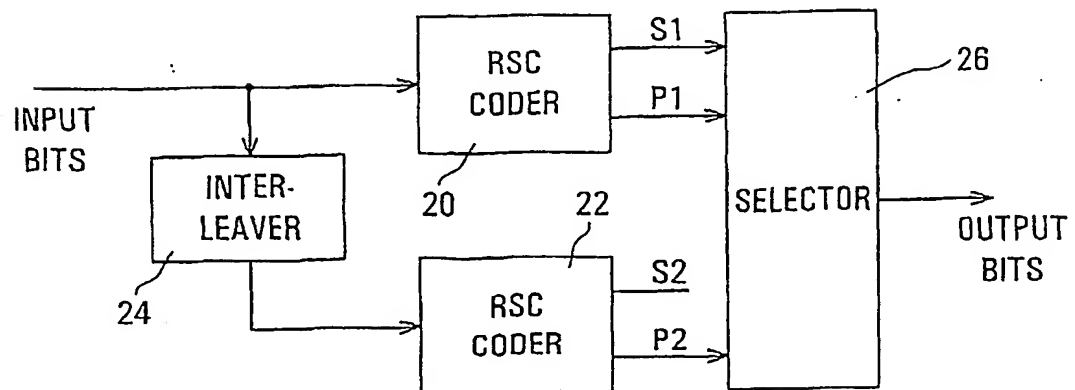 INPUT
BITS
RSC
CODER
20
S1
P1
26
INTER-
LEAVER
24
22
RSC
CODER
S2
P2
SELECTOR
OUTPUT
BITS